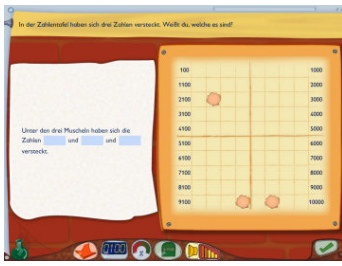 In der Zahlentafel haben sich drei Zahlen versteckt. Weißt du, welche es sind?
Unter den drei Muscheln haben sich die
Zahlen und und
versteckt.
100 1000
1100 2000
2100 3000
3100 4000
4100 5000
5100 6000
6100 7000
7100 8000
8100 9000
9100 10000